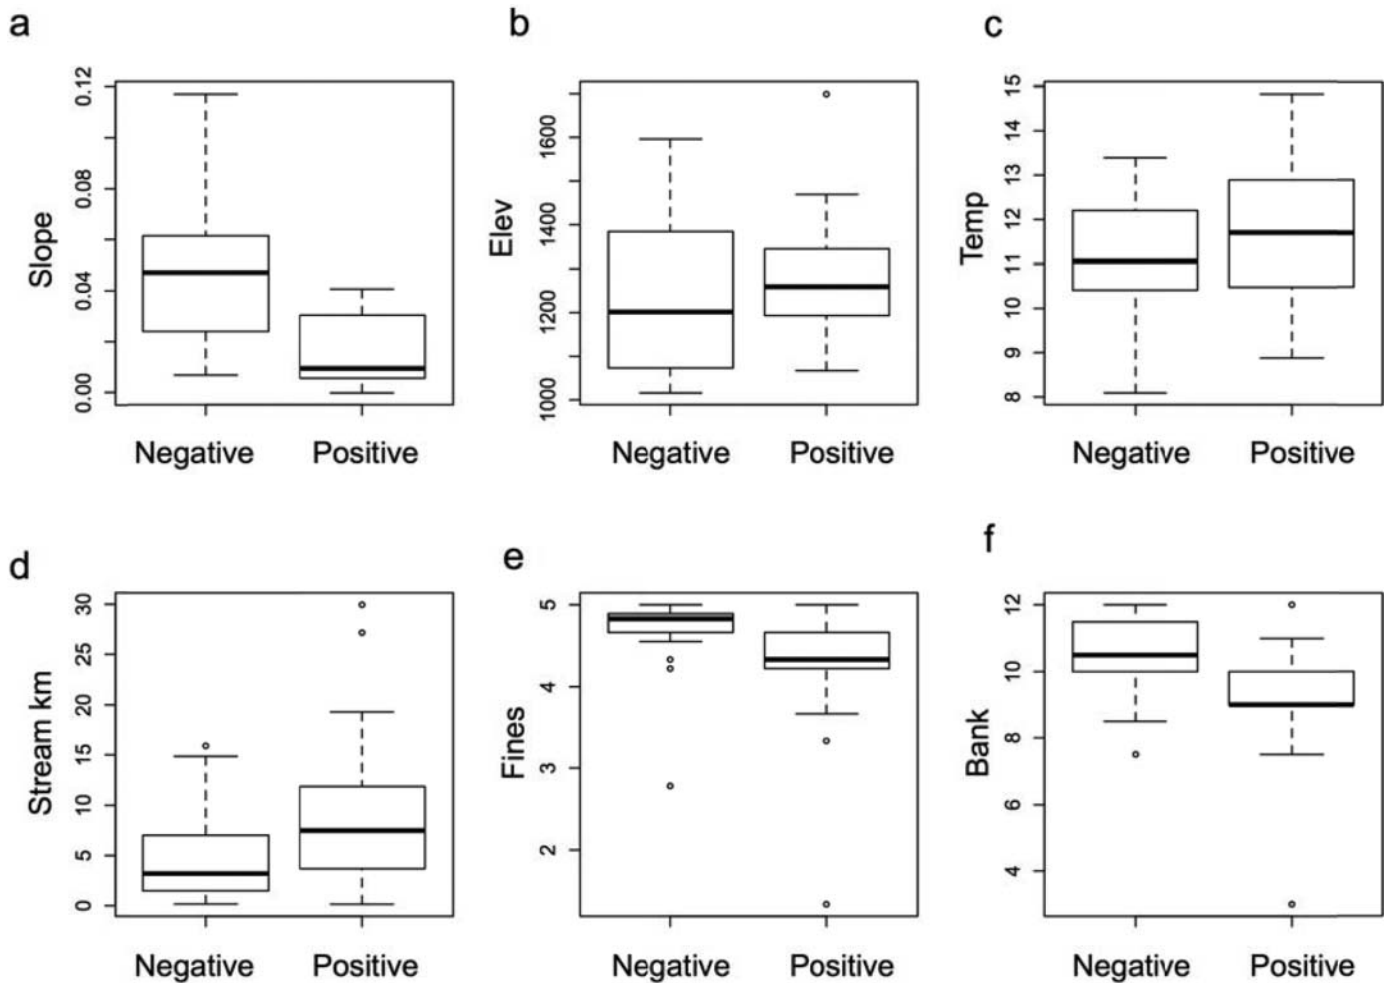 a
b
c
Slope
0.00
0.04
0.08
0.12
Negative Positive
Elev
1000
1200
1400
1600
Negative Positive
Temp
8
9
10
11
12
13
14
15
Negative Positive
d
e
f
Stream km
0
5
10
15
20
25
30
Negative Positive
Fines
2
3
4
5
Negative Positive
Bank
4
6
8
10
12
Negative Positive